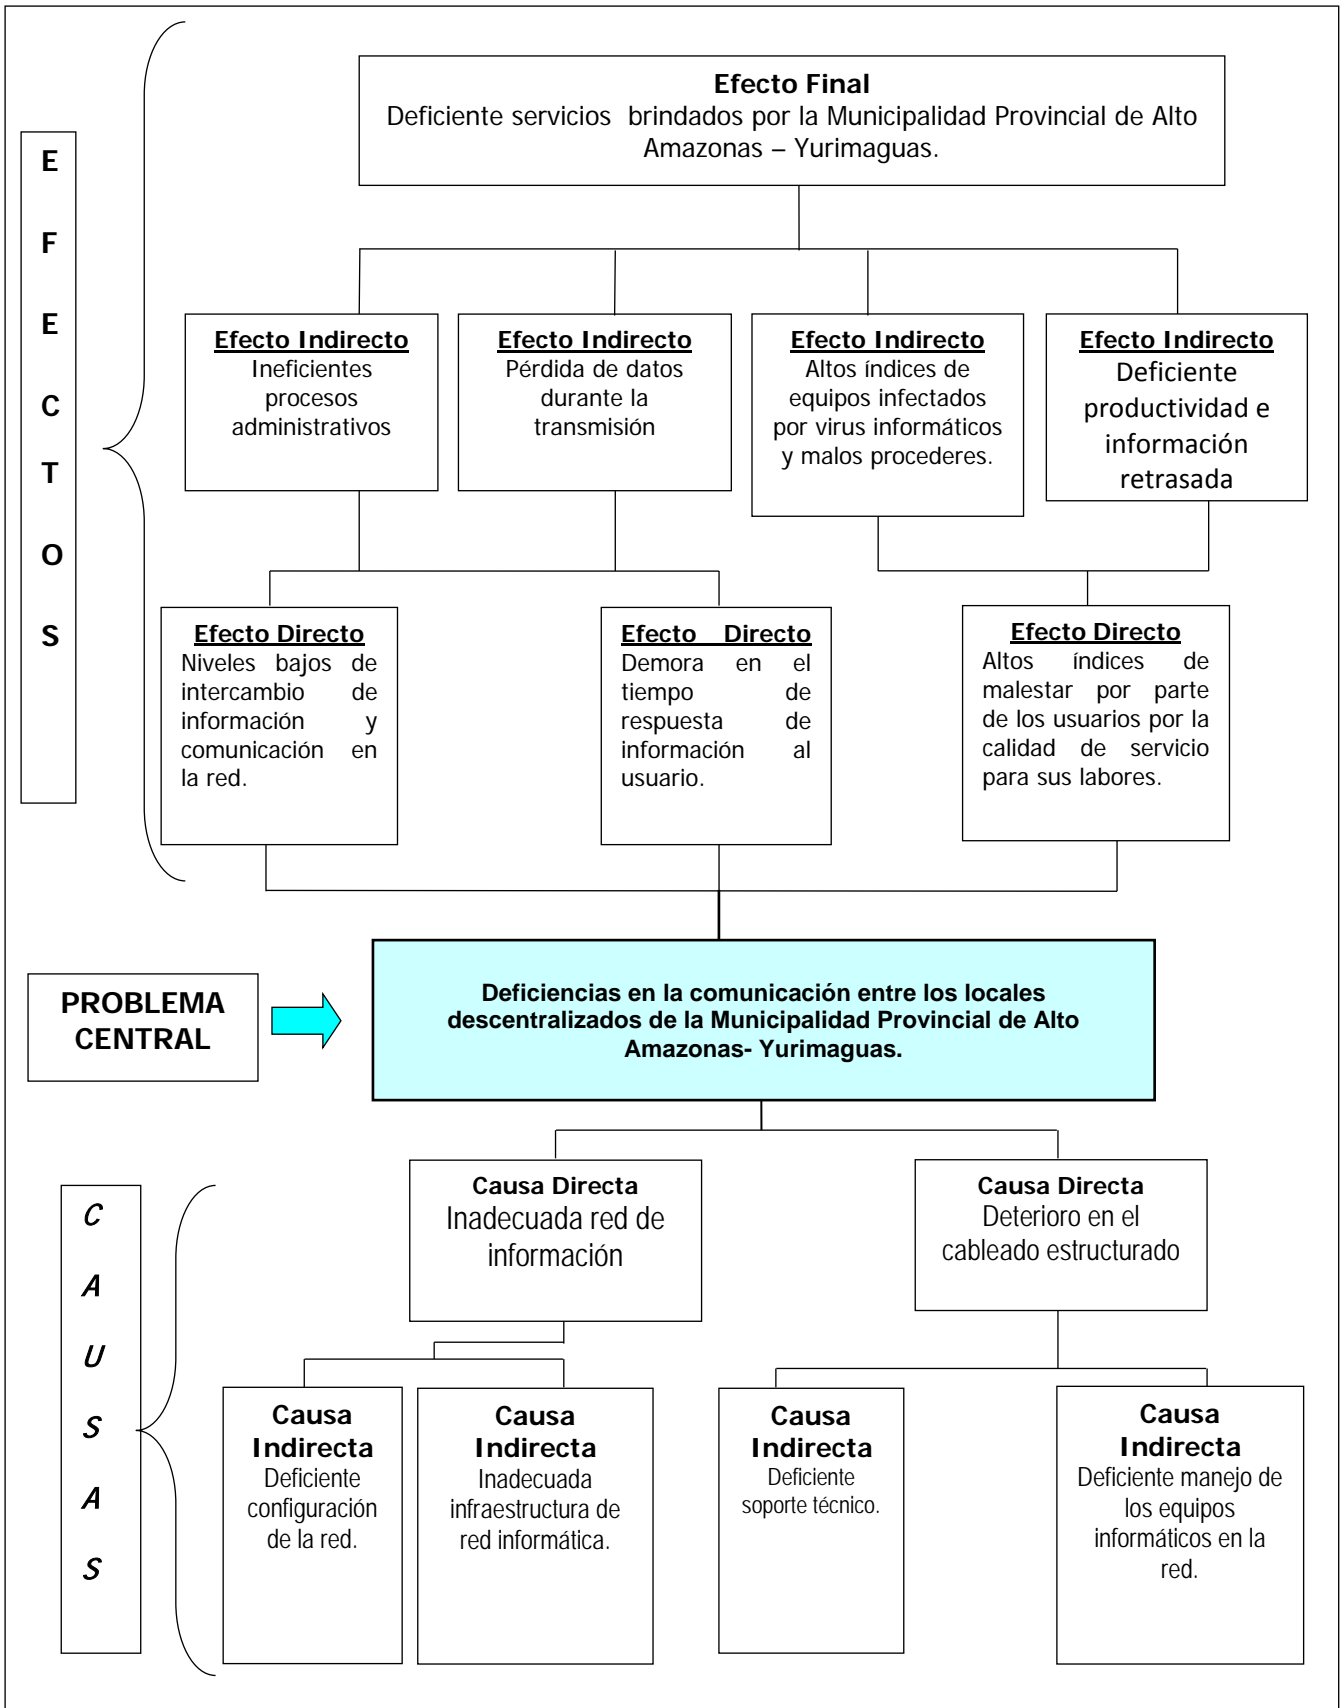 E
F
E
C
T
O
S
Efecto Final
Deficiente servicios brindados por la Municipalidad Provincial de Alto
Amazonas – Yurimaguas.
Efecto Indirecto
Ineficientes
procesos
administrativos
Efecto Indirecto
Pérdida de datos
durante la
transmisión
Efecto Indirecto
Altos índices de
equipos infectados
por virus informáticos
y malos procederes.
Efecto Indirecto
Deficiente
productividad e
información
retrasada
Efecto Directo
Niveles bajos de
intercambio de
información y
comunicación en
la red.
Efecto Directo
Demora en el
tiempo de
respuesta de
información al
usuario.
Efecto Directo
Altos índices de
malestar por parte
de los usuarios por la
calidad de servicio
para sus labores.
PROBLEMA
CENTRAL
Deficiencias en la comunicación entre los locales
descentralizados de la Municipalidad Provincial de Alto
Amazonas- Yurimaguas.
C
A
U
S
A
S
Causa Directa
Inadecuada red de
información
Causa Directa
Deterioro en el
cableado estructurado
Causa
Indirecta
Deficiente
configuración
de la red.
Causa
Indirecta
Inadecuada
infraestructura de
red informática.
Causa
Indirecta
Deficiente
soporte técnico.
Causa
Indirecta
Deficiente manejo de
los equipos
informáticos en la
red.